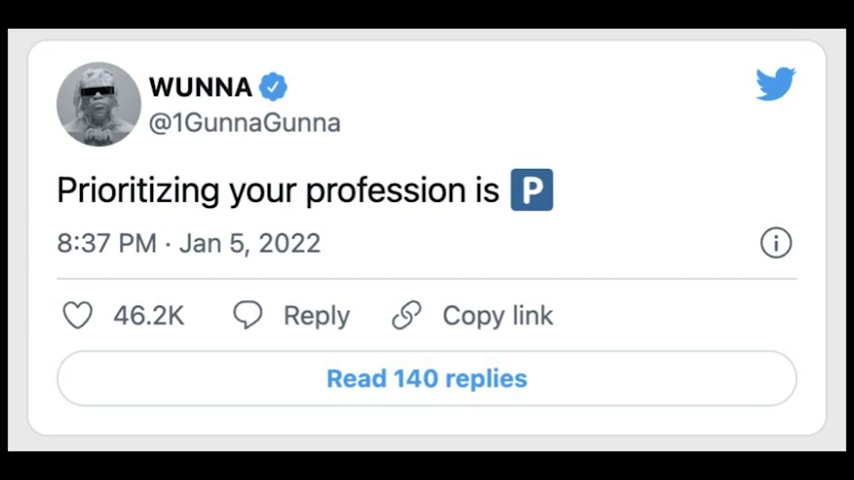 WUNNA
@1GunnaGunna
Prioritizing your profession is 🅿️
8:37 PM · Jan 5, 2022
46.2K Reply Copy link
Read 140 replies